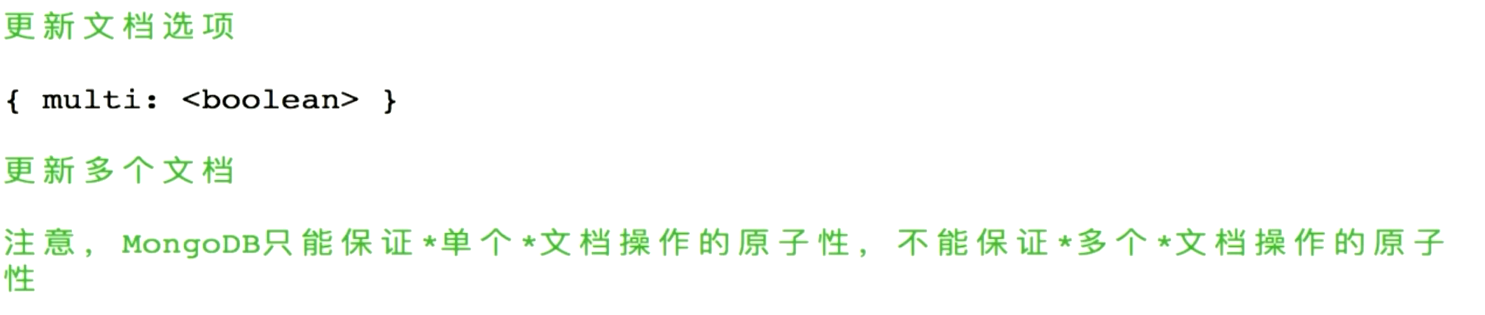 更新文档选项
{ multi: <boolean> }
更新多个文档
注意, MongoDB只能保证*单个*文档操作的原子性, 不能保证*多个*文档操作的原子
性